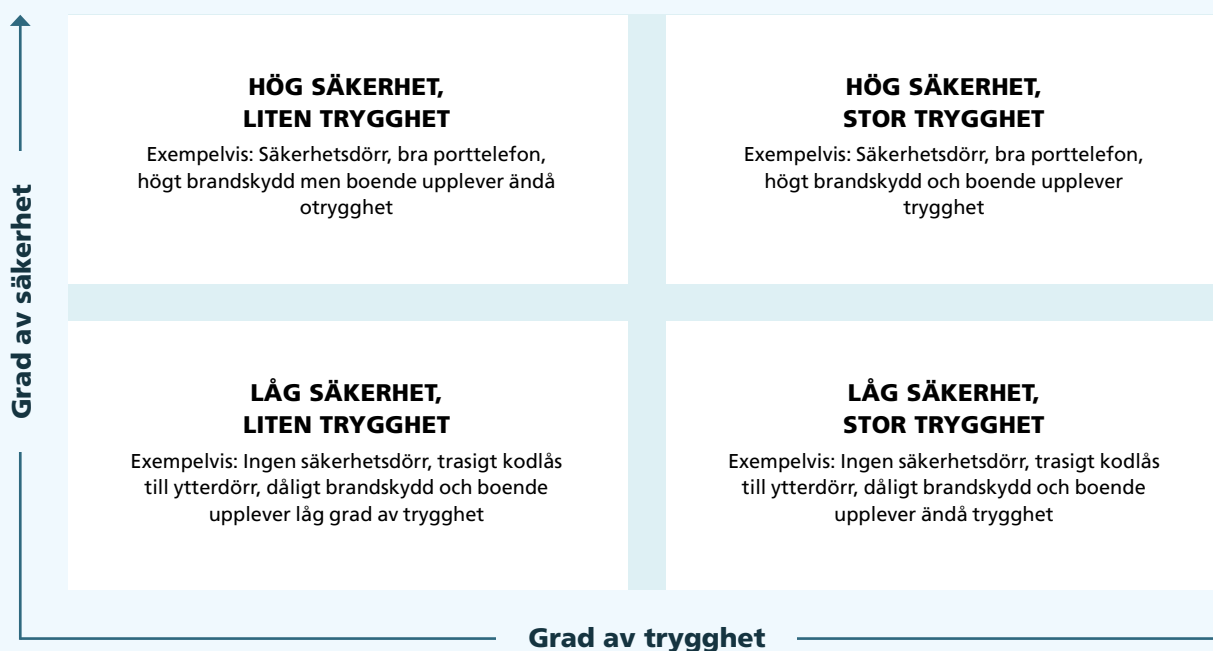 HÖG SÄKERHET,
LITEN TRYGGHET
Exempelvis: Säkerhetsdörr, bra porttelefon,
högt brandskydd men boende upplever ändå
otrygghet
HÖG SÄKERHET,
STOR TRYGGHET
Exempelvis: Säkerhetsdörr, bra porttelefon,
högt brandskydd och boende upplever
trygghet
Grad av säkerhet
LÅG SÄKERHET,
LITEN TRYGGHET
Exempelvis: Ingen säkerhetsdörr, trasigt kodlås
till ytterdörr, dåligt brandskydd och boende
upplever låg grad av trygghet
LÅG SÄKERHET,
STOR TRYGGHET
Exempelvis: Ingen säkerhetsdörr, trasigt kodlås
till ytterdörr, dåligt brandskydd och boende
upplever ändå trygghet
Grad av trygghet